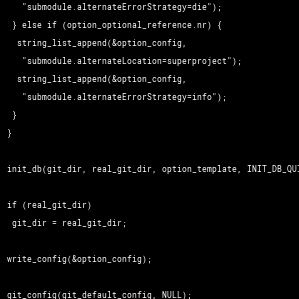 "submodule.alternateErrorStrategy=die");
} else if (option_optional_reference.nr) {
string_list_append(&option_config,
"submodule.alternateLocation=superproject");
string_list_append(&option_config,
"submodule.alternateErrorStrategy=info");
}
}
init_db(git_dir, real_git_dir, option_template, INIT_DB_QUI
if (real_git_dir)
git_dir = real_git_dir;
write_config(&option_config);
git_config(git_default_config, NULL);